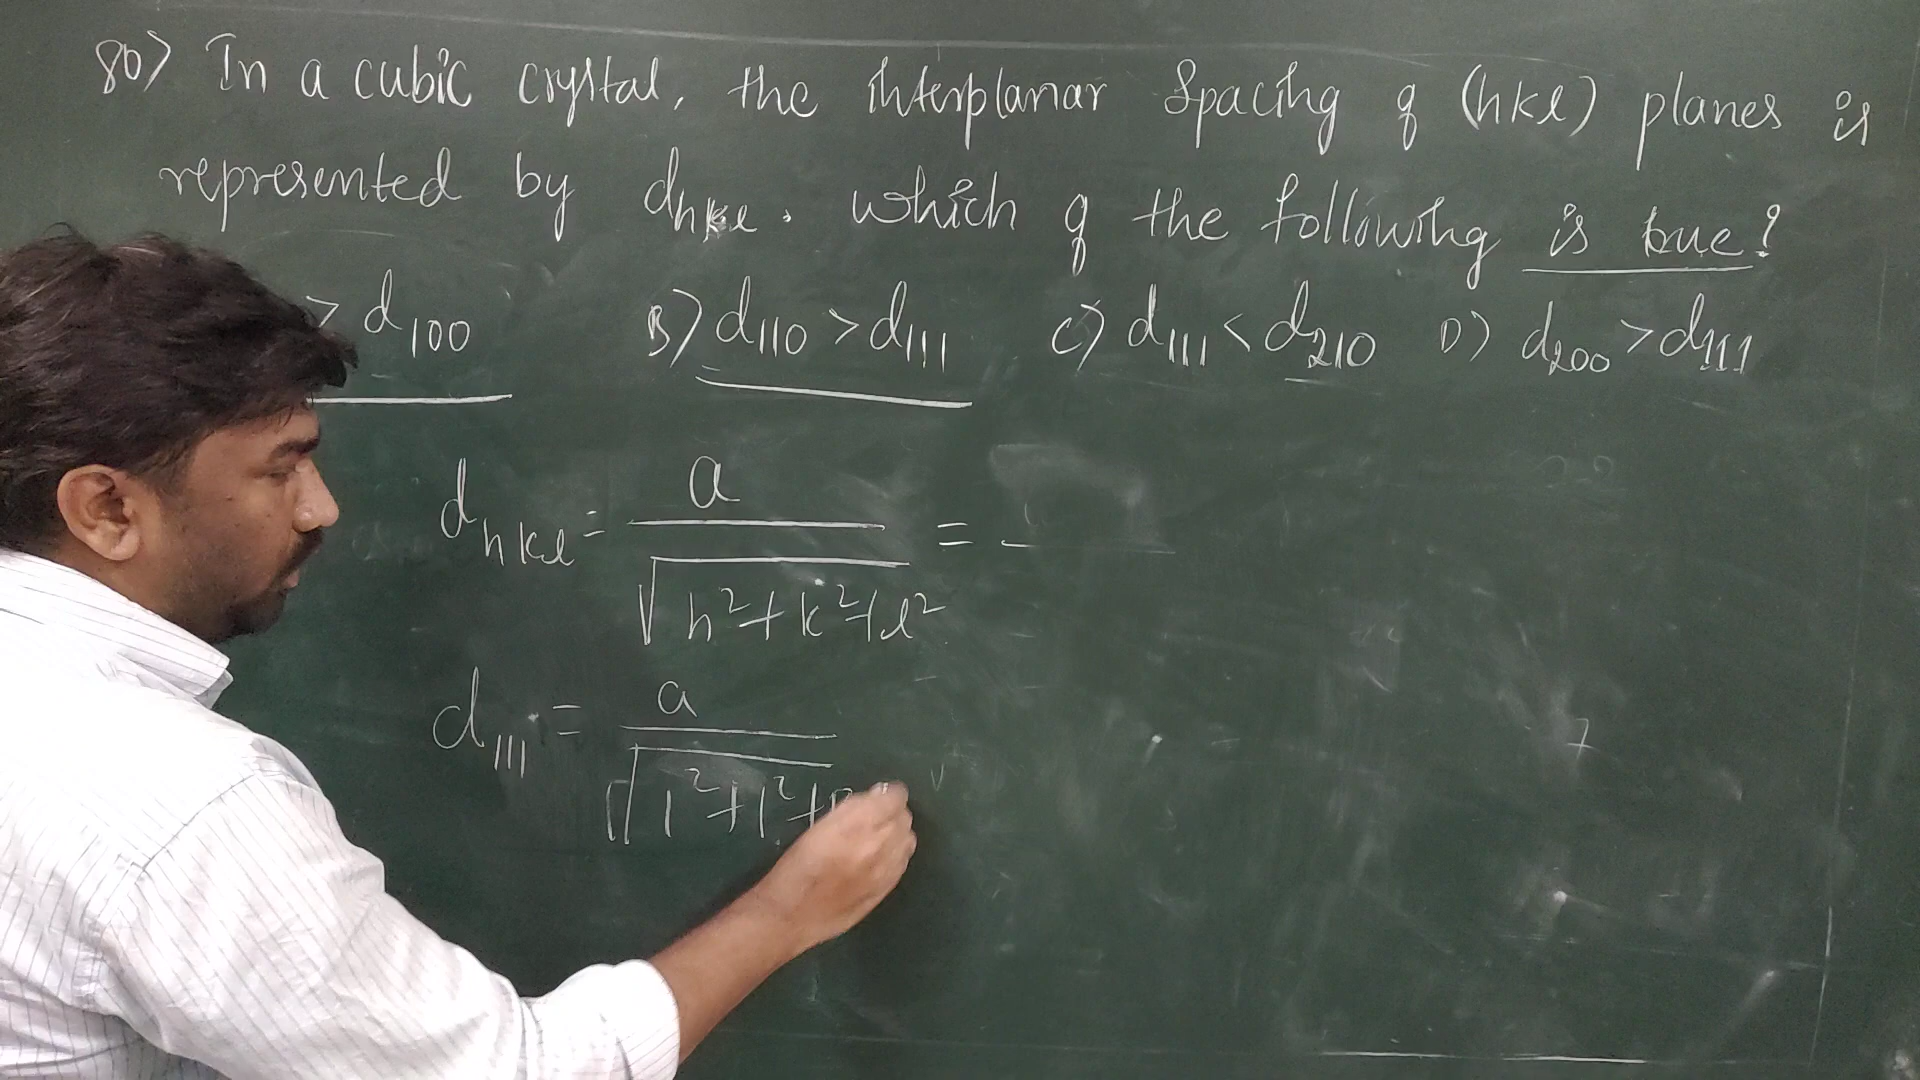 80) In a cubic crystal, the interplanar spacing of (hkl) planes is
represented by dhkl. which of the following is true?
> d100 B) d110 > d111 C) d111 < d210 D) d200 > d111
dhkl = a / √h²+k²+l² =
d111 = a / √1²+1²+